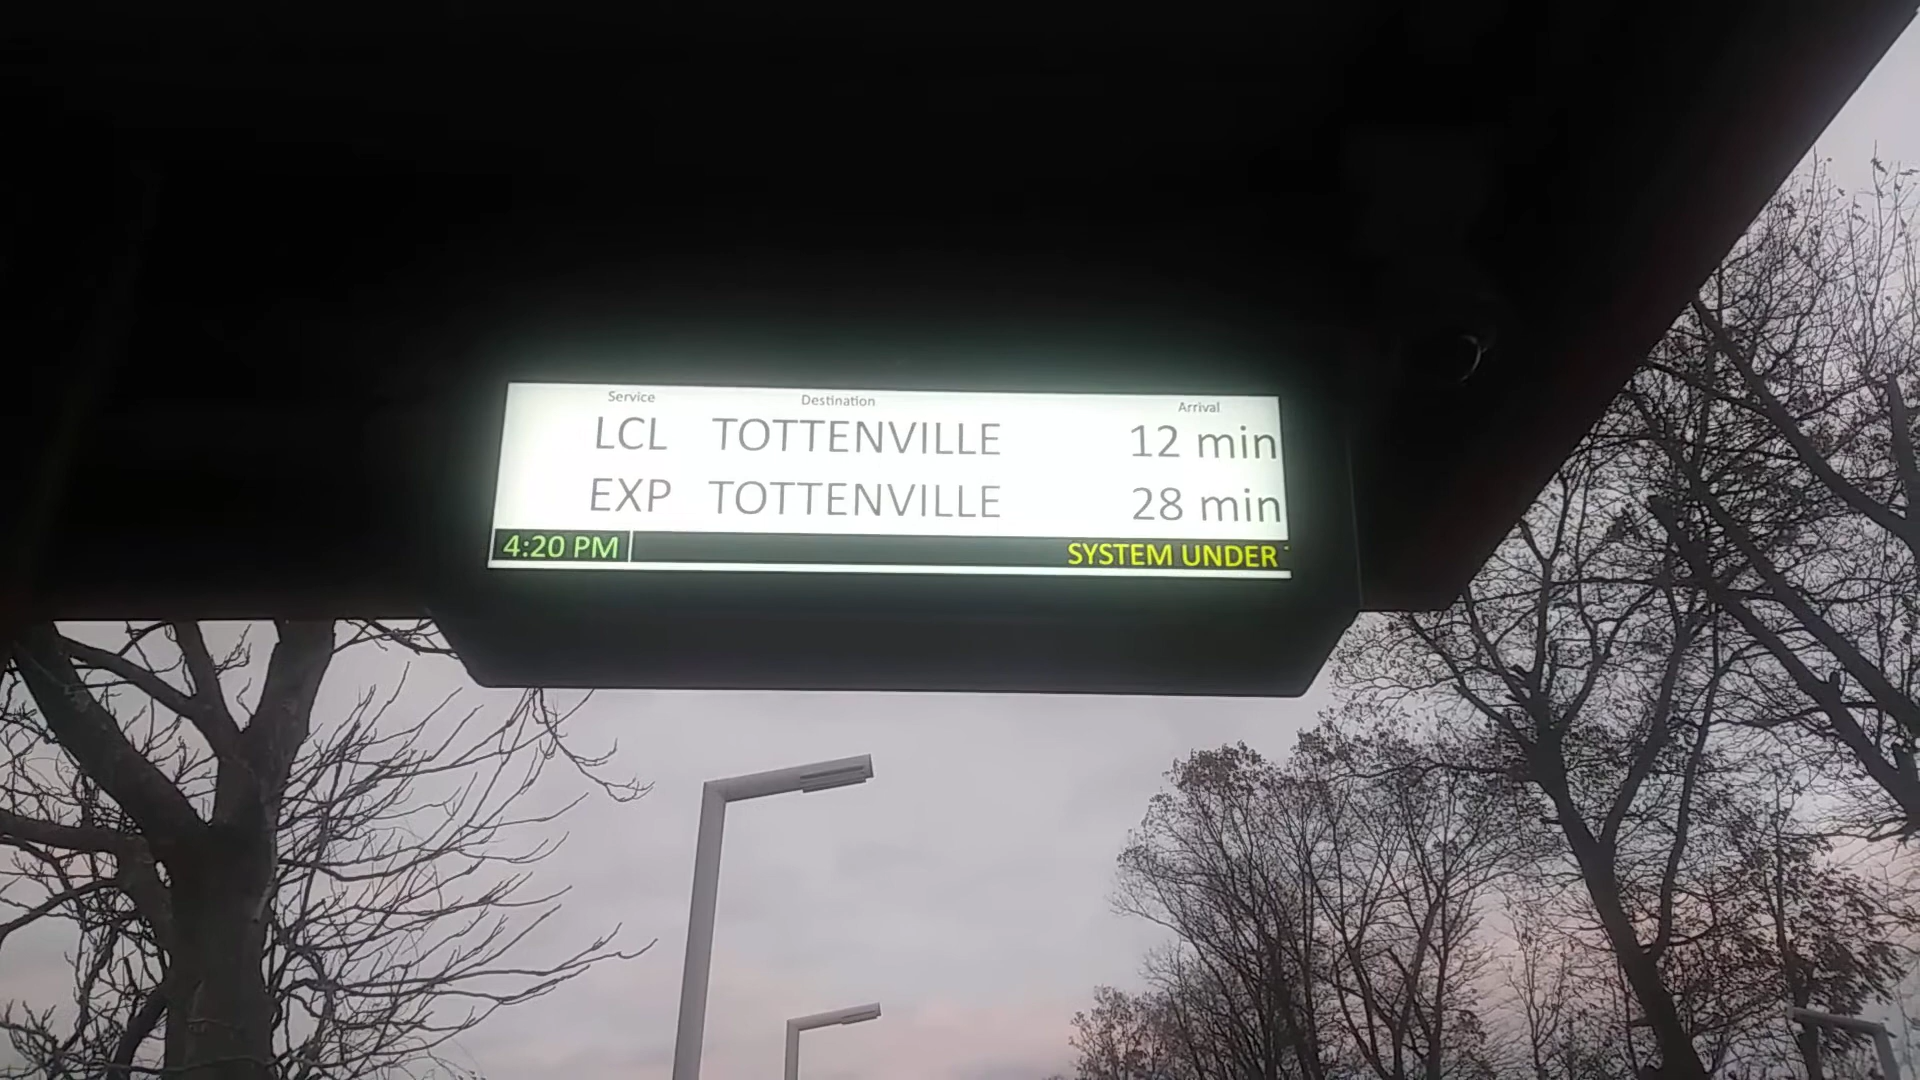 Service Destination Arrival
LCL TOTTENVILLE 12 min
EXP TOTTENVILLE 28 min
4:20 PM SYSTEM UNDER